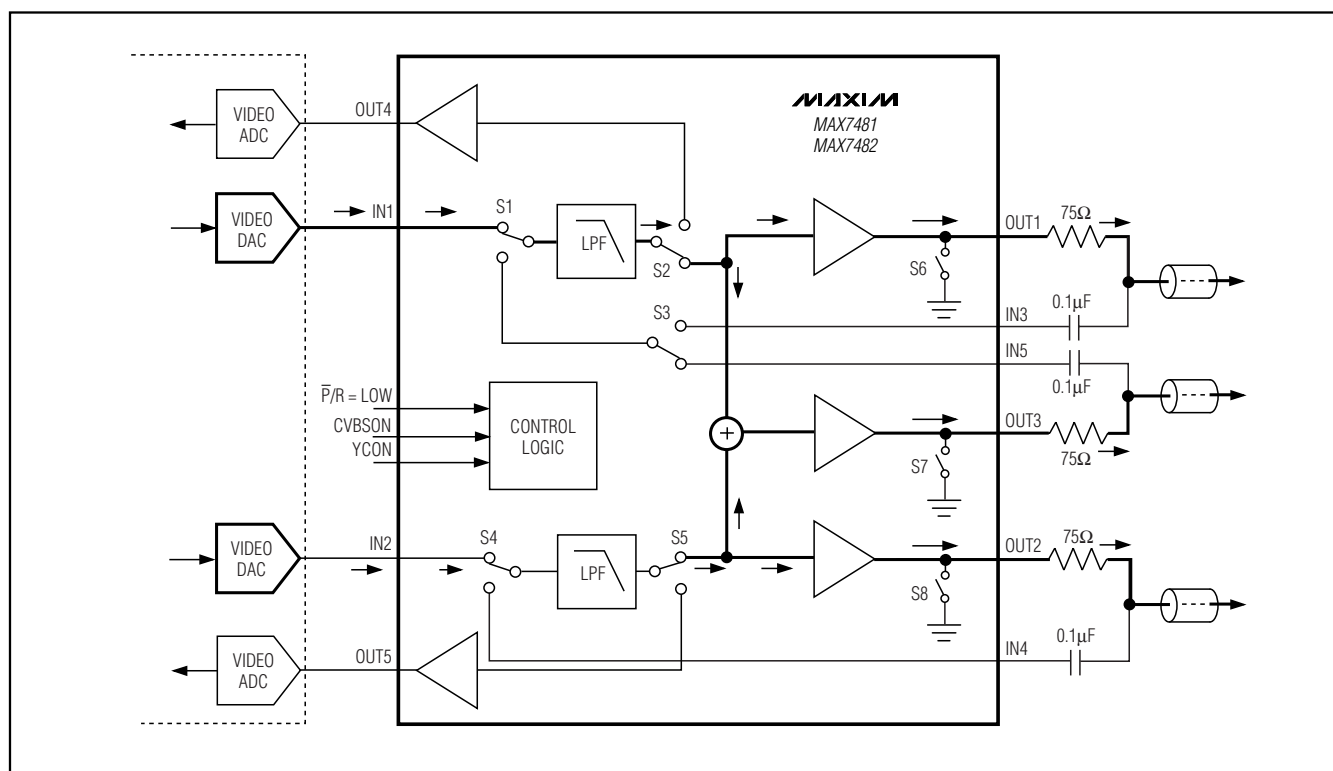 MAXIM
MAX7481
MAX7482
VIDEO
ADC
OUT4
VIDEO
DAC
IN1
S1
LPF
S2
S6
OUT1
75Ω
S3
0.1µF
IN3
IN5
0.1µF
P̅/R = LOW
CVBSON
YCON
CONTROL
LOGIC
+
S7
OUT3
75Ω
VIDEO
DAC
IN2
S4
LPF
S5
S8
OUT2
75Ω
VIDEO
ADC
OUT5
IN4
0.1µF